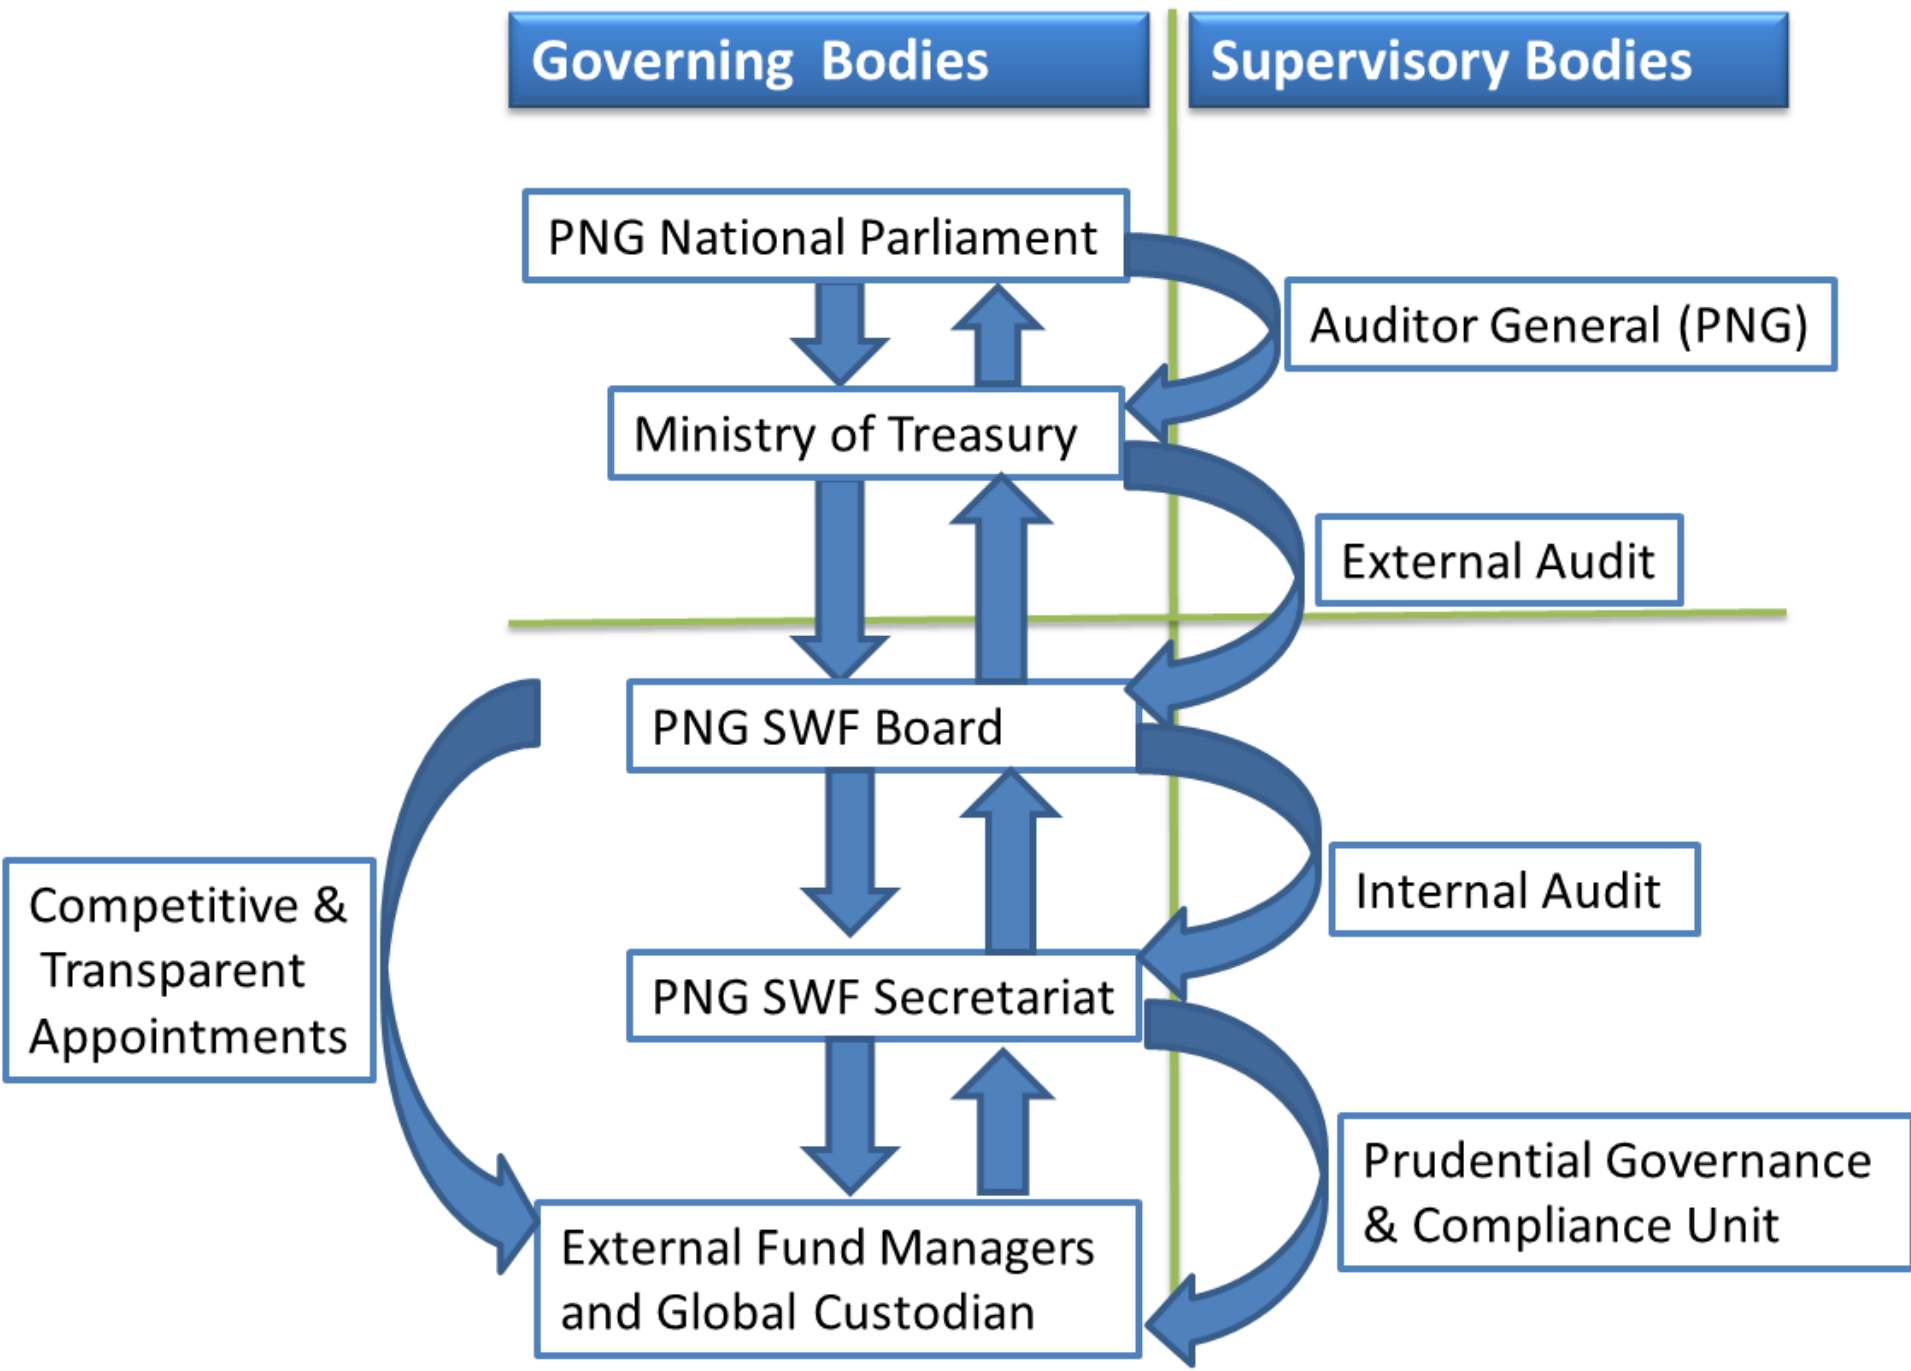 Governing Bodies
Supervisory Bodies
PNG National Parliament
Auditor General (PNG)
Ministry of Treasury
External Audit
PNG SWF Board
Competitive &
Transparent
Appointments
Internal Audit
PNG SWF Secretariat
Prudential Governance
& Compliance Unit
External Fund Managers
and Global Custodian